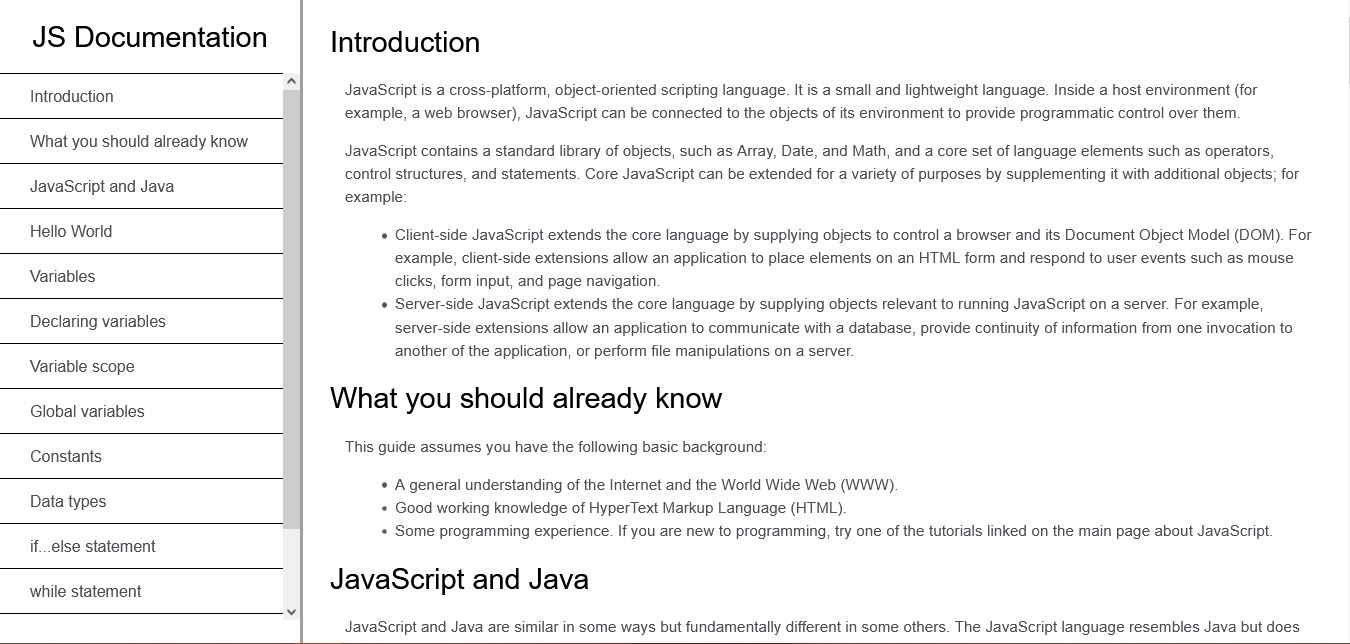 JS Documentation
Introduction
What you should already know
JavaScript and Java
Hello World
Variables
Declaring variables
Variable scope
Global variables
Constants
Data types
if...else statement
while statement
Introduction
JavaScript is a cross-platform, object-oriented scripting language. It is a small and lightweight language. Inside a host environment (for
example, a web browser), JavaScript can be connected to the objects of its environment to provide programmatic control over them.
JavaScript contains a standard library of objects, such as Array, Date, and Math, and a core set of language elements such as operators,
control structures, and statements. Core JavaScript can be extended for a variety of purposes by supplementing it with additional objects; for
example:
• Client-side JavaScript extends the core language by supplying objects to control a browser and its Document Object Model (DOM). For
example, client-side extensions allow an application to place elements on an HTML form and respond to user events such as mouse
clicks, form input, and page navigation.
• Server-side JavaScript extends the core language by supplying objects relevant to running JavaScript on a server. For example,
server-side extensions allow an application to communicate with a database, provide continuity of information from one invocation to
another of the application, or perform file manipulations on a server.
What you should already know
This guide assumes you have the following basic background:
• A general understanding of the Internet and the World Wide Web (WWW).
• Good working knowledge of HyperText Markup Language (HTML).
• Some programming experience. If you are new to programming, try one of the tutorials linked on the main page about JavaScript.
JavaScript and Java
JavaScript and Java are similar in some ways but fundamentally different in some others. The JavaScript language resembles Java but does